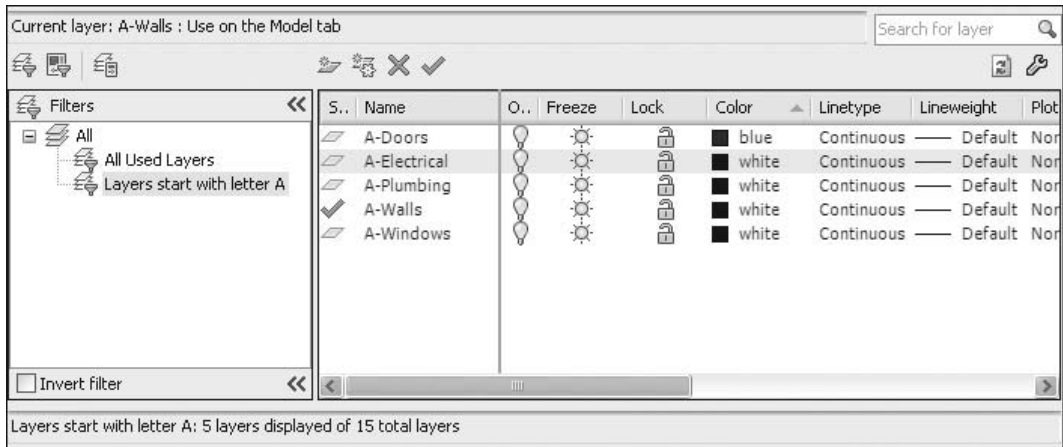 Current layer: A-Walls : Use on the Model tab
Search for layer
Filters
All
All Used Layers
Layers start with letter A
Invert filter
S.. Name O.. Freeze Lock Color Linetype Lineweight Plot
A-Doors blue Continuous Default Nor
A-Electrical white Continuous Default Nor
A-Plumbing white Continuous Default Nor
A-Walls white Continuous Default Nor
A-Windows white Continuous Default Nor
Layers start with letter A: 5 layers displayed of 15 total layers